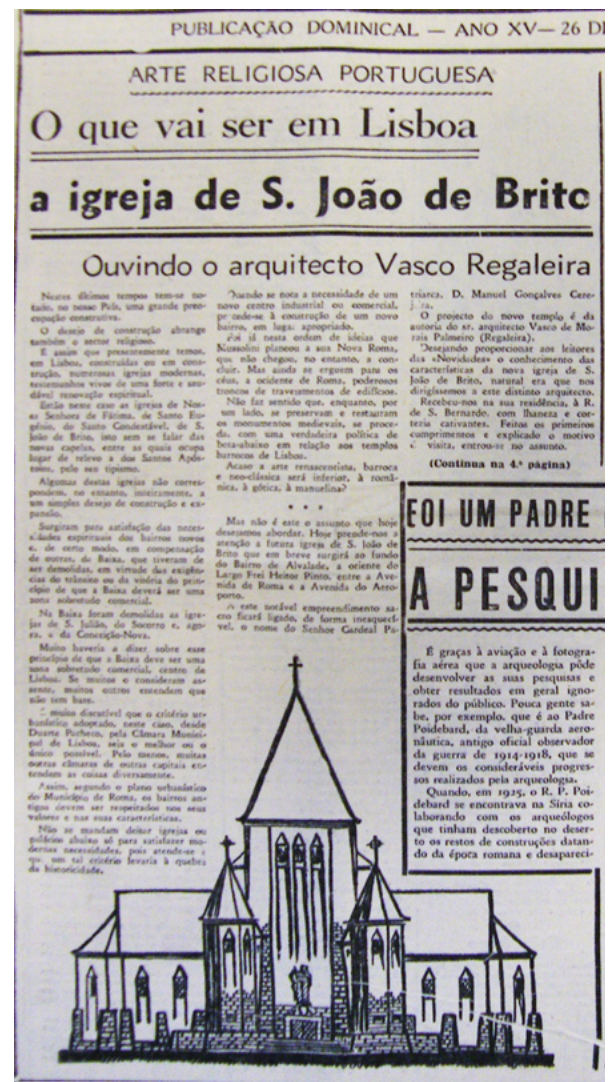 PUBLICAÇÃO DOMINICAL — ANO XV — 26 DE
ARTE RELIGIOSA PORTUGUESA
O que vai ser em Lisboa
a igreja de S. João de Brito
Ouvindo o arquitecto Vasco Regaleira
Nestes últimos tempos tem-se no-
tado, no nosso País, uma grande preo-
cupação construtiva.
O desejo de construção abrange
também o sector religioso.
É assim que presentemente temos,
em Lisboa, construídas ou em cons-
trução, numerosas igrejas modernas,
testemunhos vivos de uma forte e sau-
dável renovação espiritual.
Estão neste caso as igrejas de Nos-
sa Senhora de Fátima, de Santo Eu-
génio, do Santo Condestável, de S.
João de Brito, isto sem se falar das
novas capelas, entre as quais ocupa
lugar de relevo a dos Santos Após-
tolos, pelo seu tipismo.
Algumas destas igrejas não corres-
pondem, no entanto, inteiramente, a
um simples desejo de construção e ex-
pansão.
Surgiram para satisfação das neces-
sidades espirituais dos bairros novos
e, de certo modo, em compensação
de outras, da Baixa, que tiveram de
ser demolidas, em virtude das exigên-
cias do trânsito ou da vitória do prin-
cípio de que a Baixa deverá ser uma
zona sobretudo comercial.
Na Baixa foram demolidas as igre-
jas de S. Julião, do Socorro e, ago-
ra, a da Conceição-Nova.
Muito haveria a dizer sobre esse
princípio de que a Baixa deve ser uma
zona sobretudo comercial, centro de
Lisboa. Se muitos o consideram as-
sente, muitos outros entendem que
não tem base.
É muito discutível que o critério ur-
banístico adoptado, neste caso, desde
Duarte Pacheco, pela Câmara Munici-
pal de Lisboa, seja o melhor ou o
único possível. Pelo menos, muitas
outras câmaras de outras capitais en-
tendem as coisas diversamente.
Assim, segundo o plano urbanístico
do Município de Roma, os bairros an-
tigos devem ser respeitados nos seus
valores e nas suas características.
Não se mandam deitar igrejas ou
palácios abaixo só para satisfazer mo-
dernas necessidades, pois atende-se a
que um tal critério levaria à quebra
da historicidade.
Quando se nota a necessidade de um
novo centro industrial ou comercial,
procede-se à construção de um novo
bairro, em lugar apropriado.
Foi já nesta ordem de ideias que
Mussolini planeou a sua Nova Roma,
que não chegou, no entanto, a con-
cluir. Mas ainda se erguem para os
céus, a ocidente de Roma, poderosos
troncos de travejamentos de edifícios.
Não faz sentido que, enquanto, por
um lado, se preservam e restauram
os monumentos medievais, se proce-
da, com uma verdadeira política de
bota-abaixo em relação aos templos
barrocos de Lisboa.
Acaso a arte renascentista, barroca
e neo-clássica será inferior, à româ-
nica, à gótica, à manuelina?
* * *
Mas não é este o assunto que hoje
desejamos abordar. Hoje prende-nos a
atenção a futura igreja de S. João de
Brito que em breve surgirá ao fundo
do Bairro de Alvalade, a oriente do
Largo Frei Heitor Pinto, entre a Ave-
nida de Roma e a Avenida do Aero-
porto.
A este notável empreendimento sa-
cro ficará ligado, de forma inesquecí-
vel, o nome do Senhor Cardeal Pa-
triarca, D. Manuel Gonçalves Cere-
jeira.
O projecto do novo templo é da
autoria do sr. arquitecto Vasco de Mo-
rais Palmeiro (Regaleira).
Desejando proporcionar aos leitores
das «Novidades» o conhecimento das
características da nova igreja de S.
João de Brito, natural era que nos
dirigíssemos a este distinto arquitecto.
Recebeu-nos na sua residência, à R.
de S. Bernardo, com lhaneza e cor-
tezia cativantes. Feitos os primeiros
cumprimentos e explicado o motivo
da visita, entrou-se no assunto.
(Continua na 4.ª página)
FOI UM PADRE
A PESQUI
É graças à aviação e à fotogra-
fia aérea que a arqueologia pôde
desenvolver as suas pesquisas e
obter resultados em geral igno-
rados do público. Pouca gente sa-
be, por exemplo, que é ao Padre
Poidebard, da velha-guarda aero-
náutica, antigo oficial observador
da guerra de 1914-1918, que se
devem os consideráveis progres-
sos realizados pela arqueologia.
Quando, em 1925, o R. P. Poi-
debard se encontrava na Síria co-
laborando com os arqueólogos
que tinham descoberto no deser-
to os restos de construções datan-
do da época romana e desapareci-